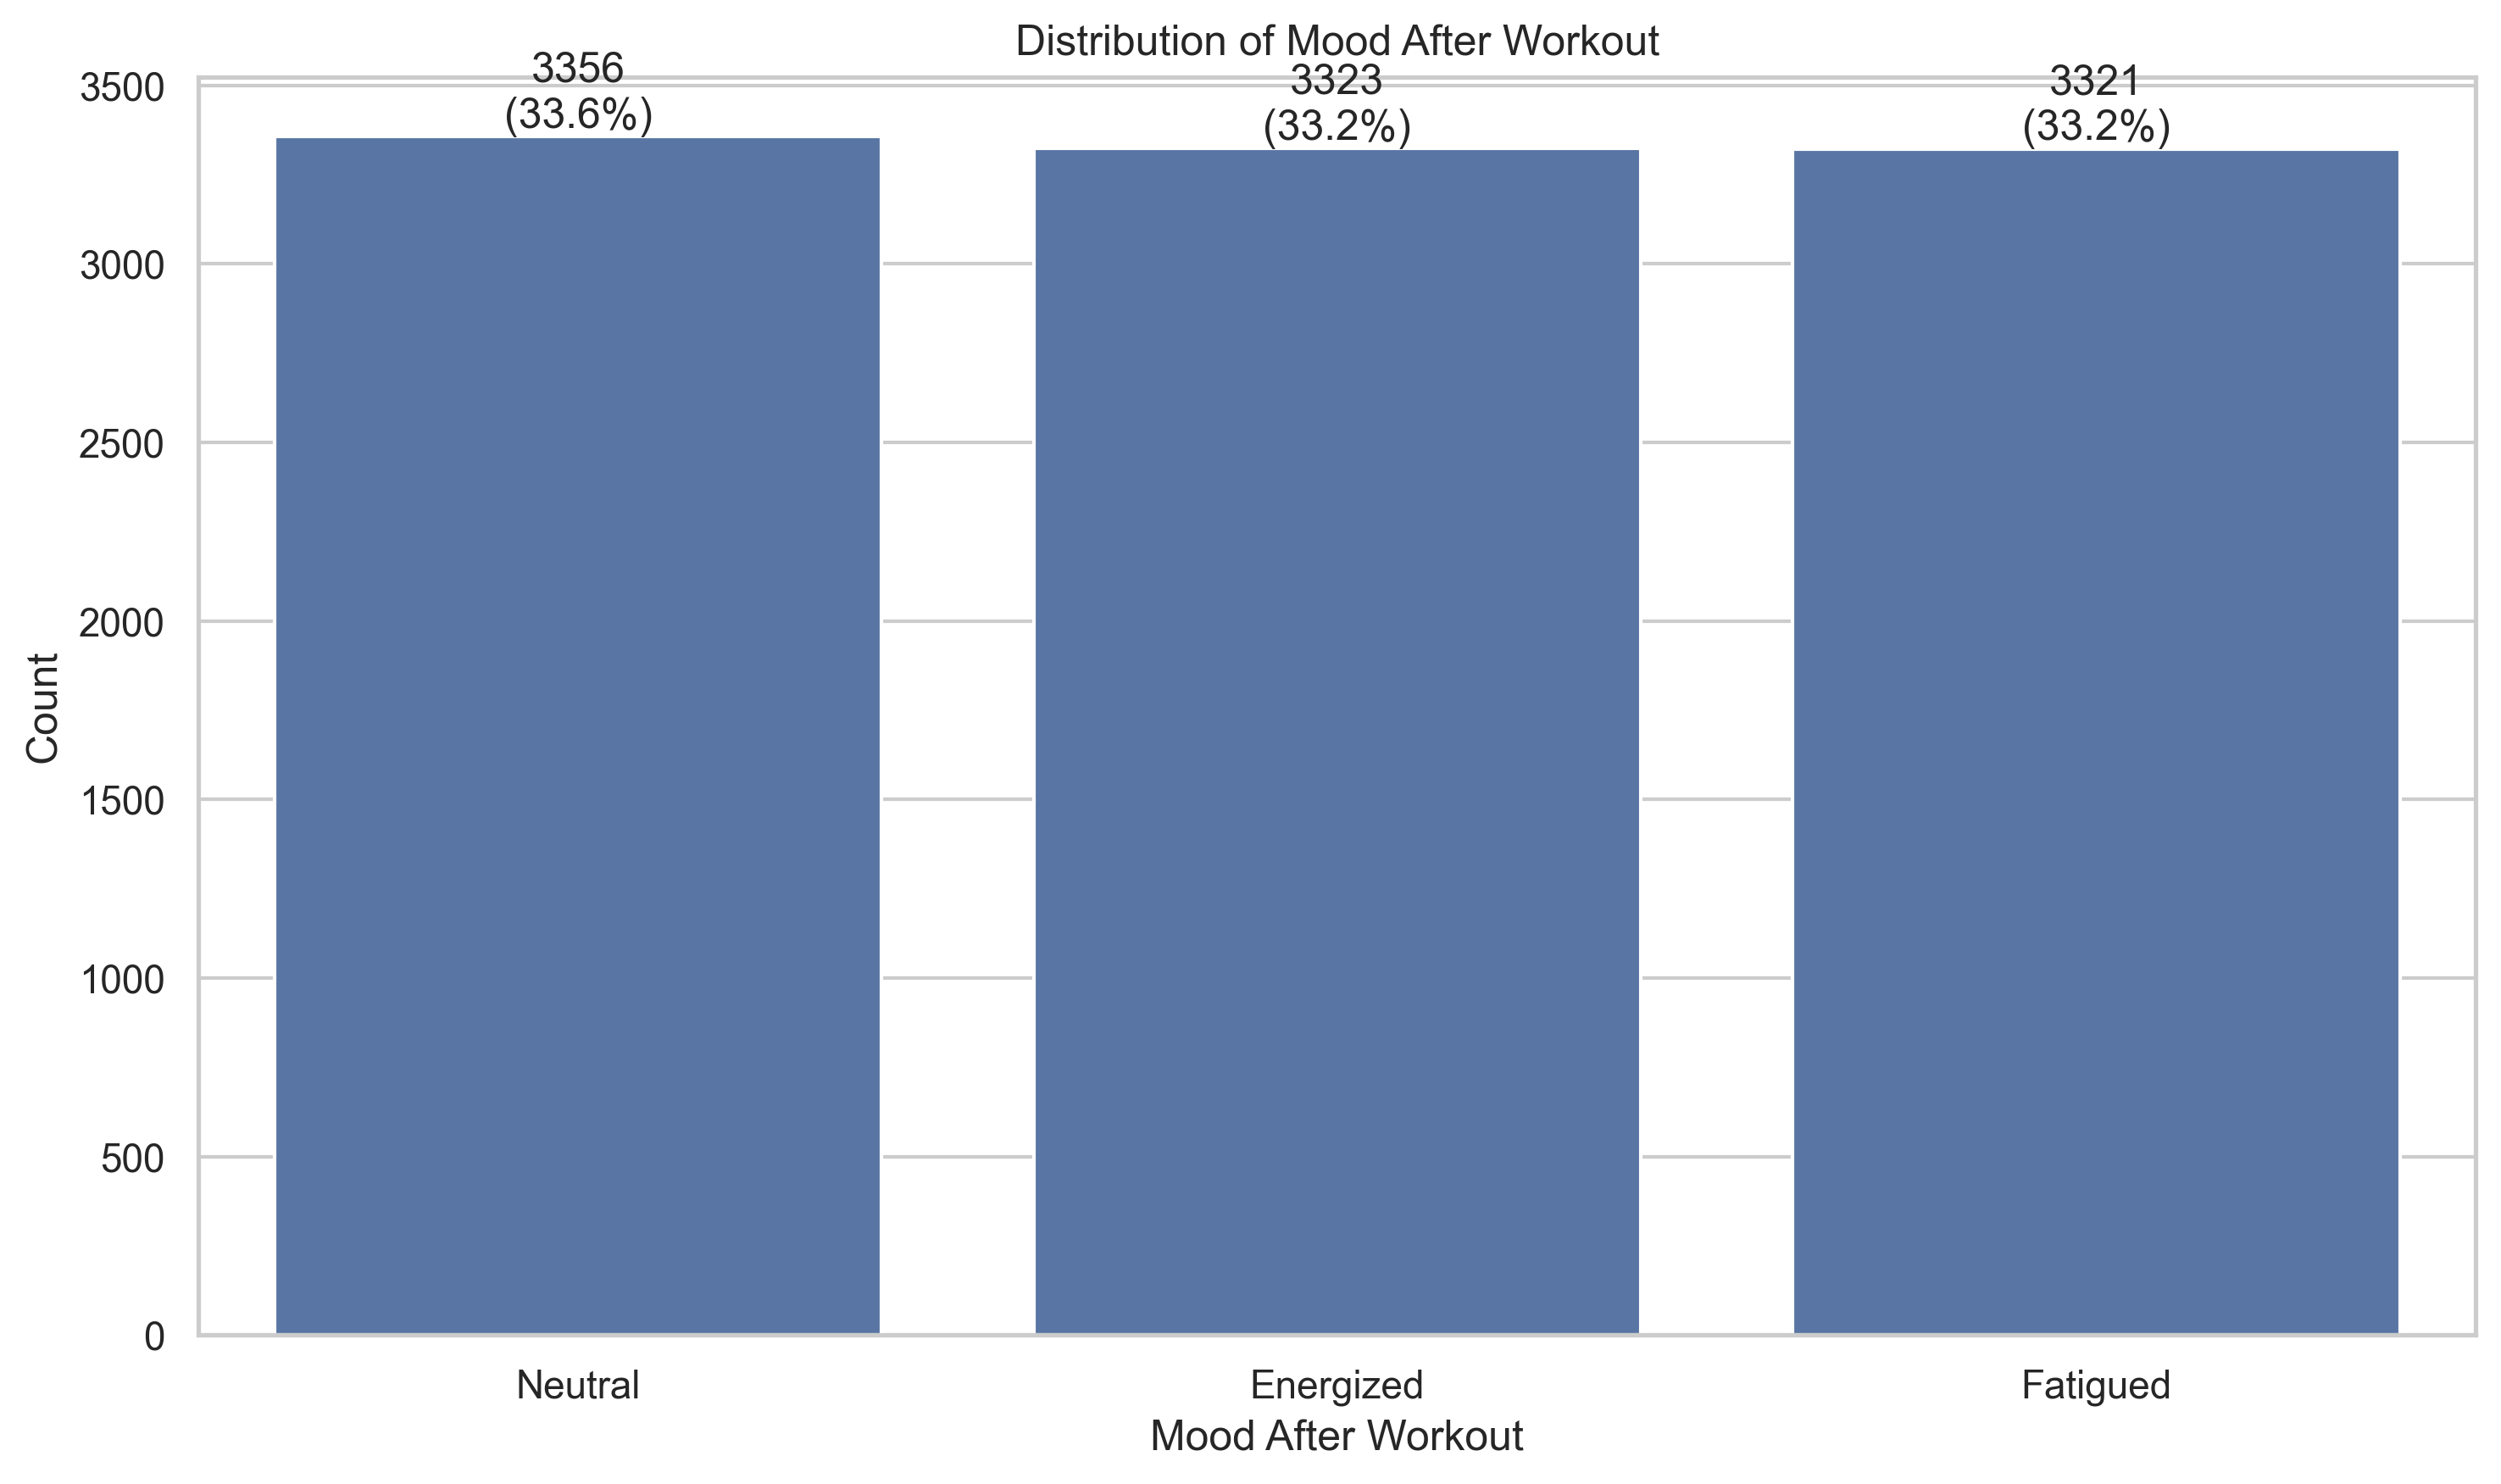 Distribution of Mood After Workout
3356
(33.6%)
3323
(33.2%)
3321
(33.2%)
3500
3000
2500
2000
1500
1000
500
0
Count
Neutral
Energized
Fatigued
Mood After Workout